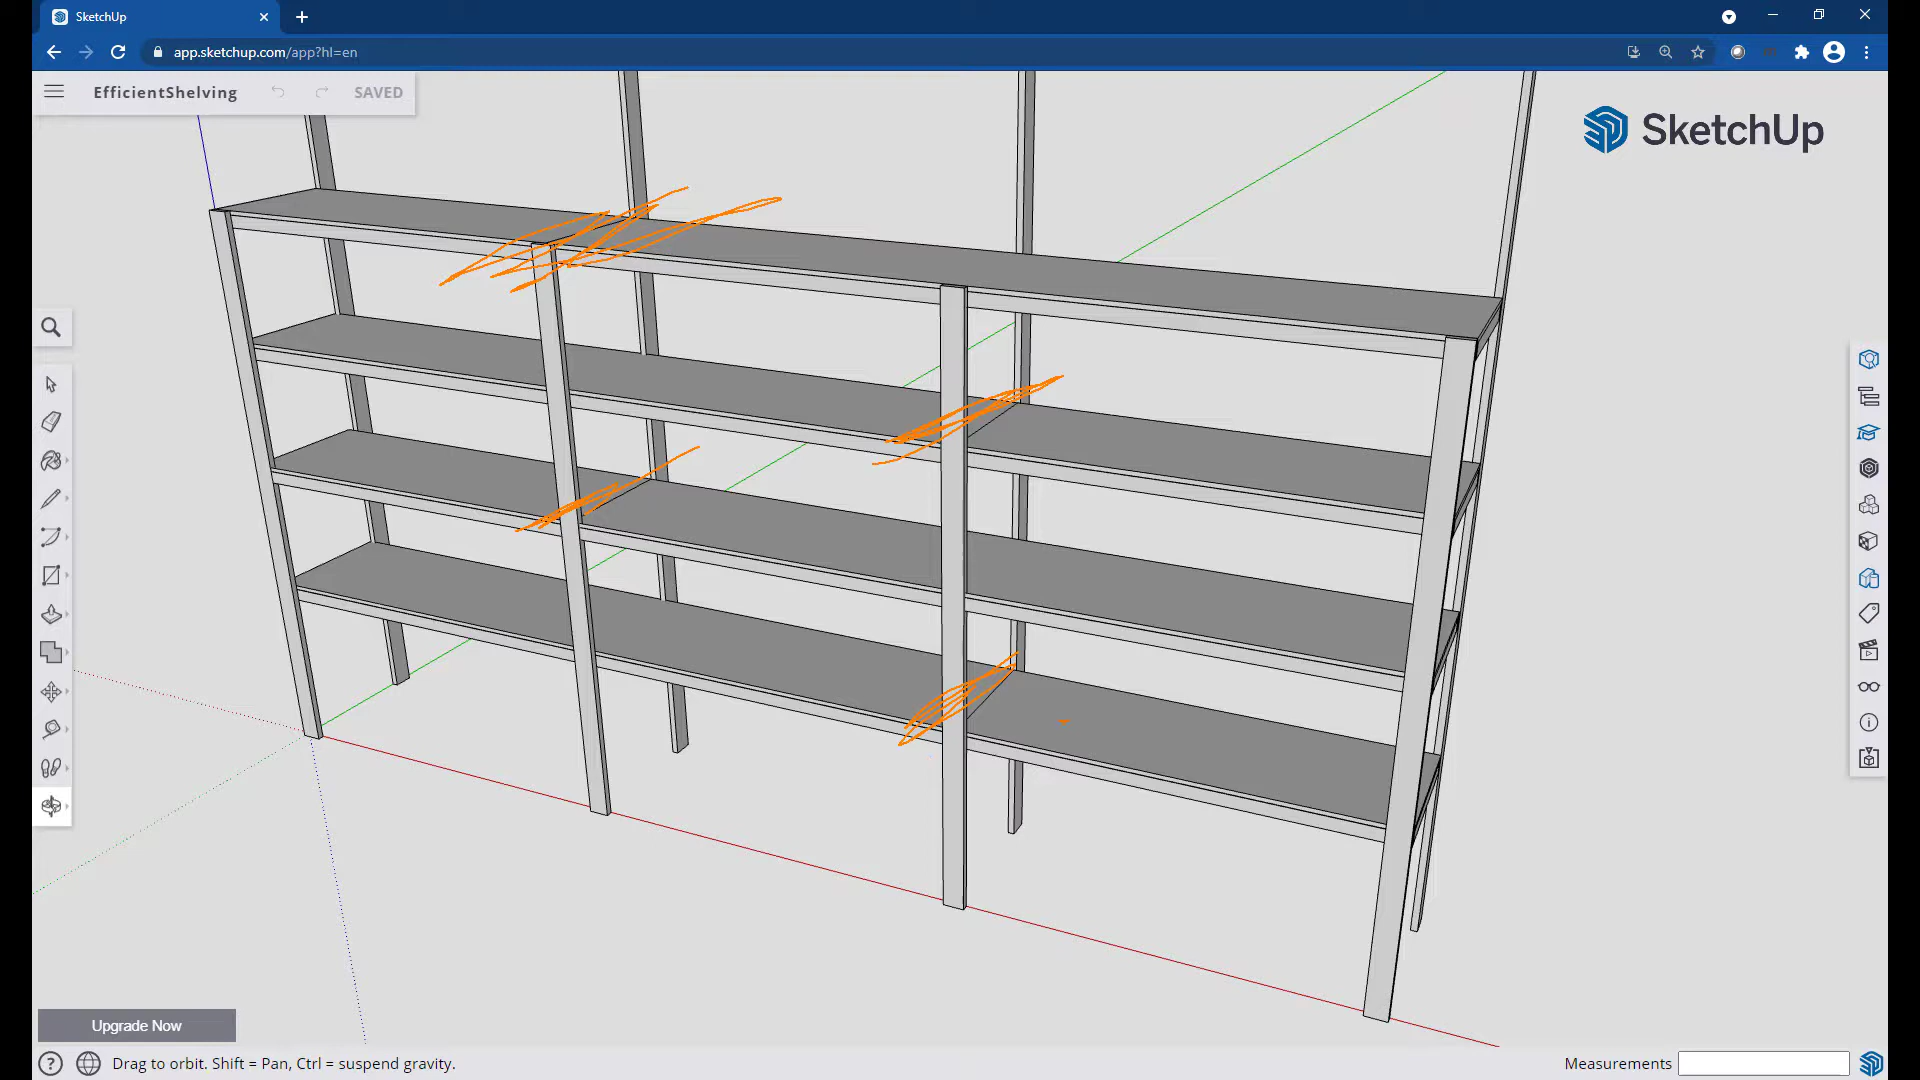 SketchUp
app.sketchup.com/app?hl=en
EfficientShelving
SAVED
SketchUp
Upgrade Now
Drag to orbit. Shift = Pan, Ctrl = suspend gravity.
Measurements